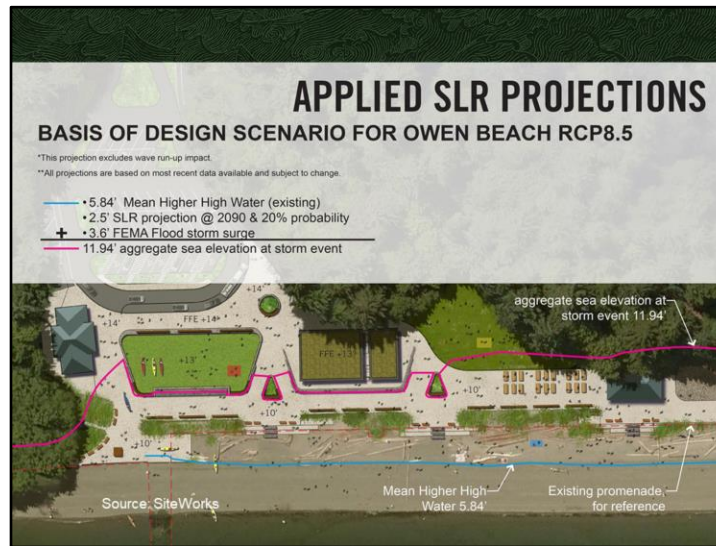 APPLIED SLR PROJECTIONS
BASIS OF DESIGN SCENARIO FOR OWEN BEACH RCP8.5
*This projection excludes wave run-up impact.
**All projections are based on most recent data available and subject to change.
• 5.84' Mean Higher High Water (existing)
• 2.5' SLR projection @ 2090 & 20% probability
+ • 3.6' FEMA Flood storm surge
11.94' aggregate sea elevation at storm event
aggregate sea elevation at
storm event 11.94'
+14'
FFE +14'
+14'
+13'
FFE +13'
+10'
+10'
+10'
Mean Higher High
Water 5.84'
Existing promenade,
for reference
Source: SiteWorks